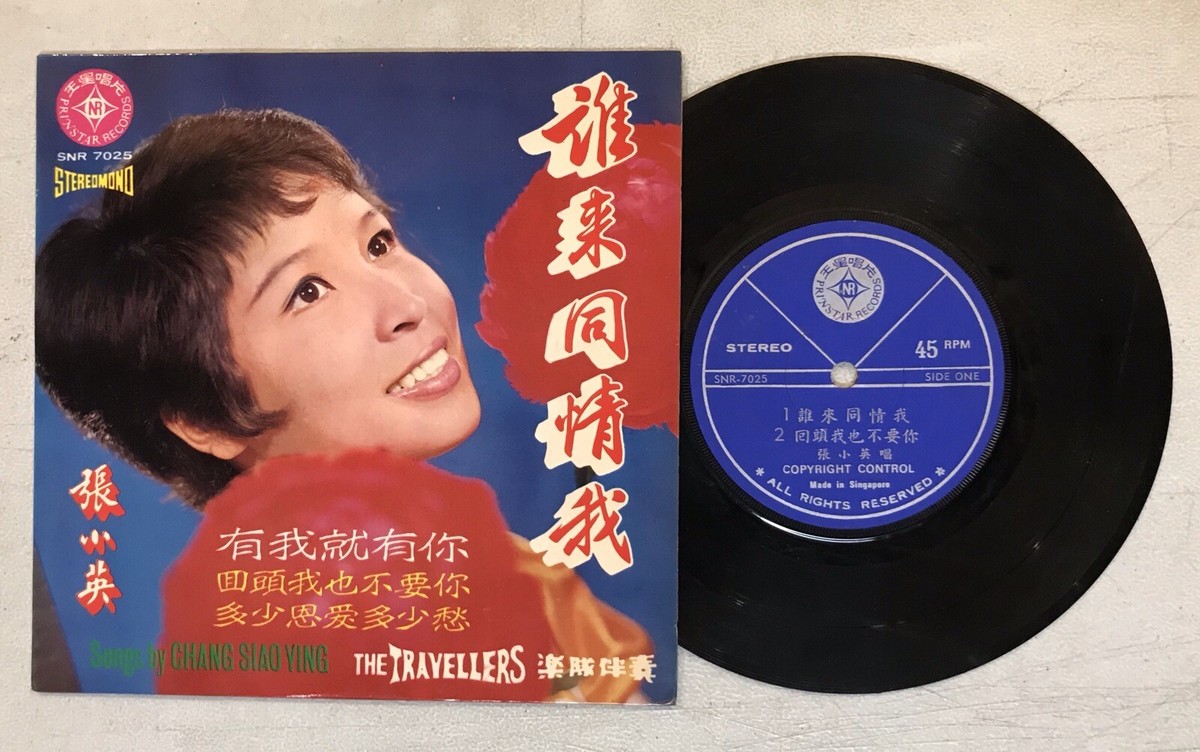 王星唱片
PRINSTAR RECORDS
NR
SNR 7025
STEREOMONO
誰来同情我
張小英
有我就有你
回頭我也不要你
多少恩爱多少愁
Songs by CHANG SIAO YING
THE TRAVELLERS 楽隊伴奏
王星唱片
PRINSTAR RECORDS
NR
STEREO
45 RPM
SNR-7025
SIDE ONE
1 誰來同情我
2 回頭我也不要你
張小英唱
COPYRIGHT CONTROL
Made in Singapore
* ALL RIGHTS RESERVED *